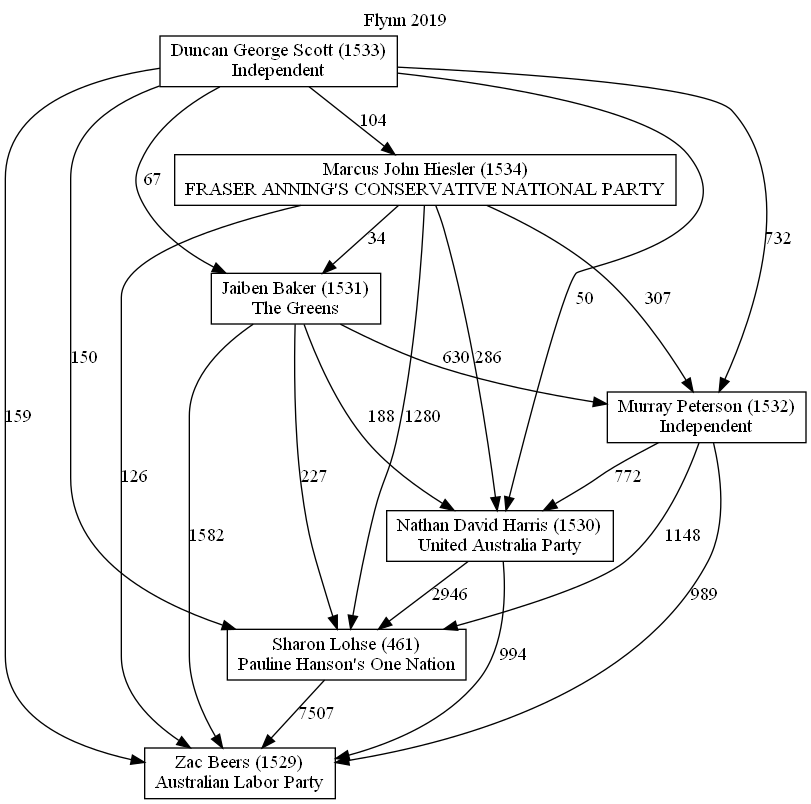 Flynn 2019
Duncan George Scott (1533)
Independent
104
67
732
Marcus John Hiesler (1534)
FRASER ANNING'S CONSERVATIVE NATIONAL PARTY
34
Jaiben Baker (1531)
The Greens
50
307
150
630
286
159
188
1280
Murray Peterson (1532)
Independent
126
227
772
Nathan David Harris (1530)
United Australia Party
1582
1148
2946
989
Sharon Lohse (461)
Pauline Hanson's One Nation
994
7507
Zac Beers (1529)
Australian Labor Party